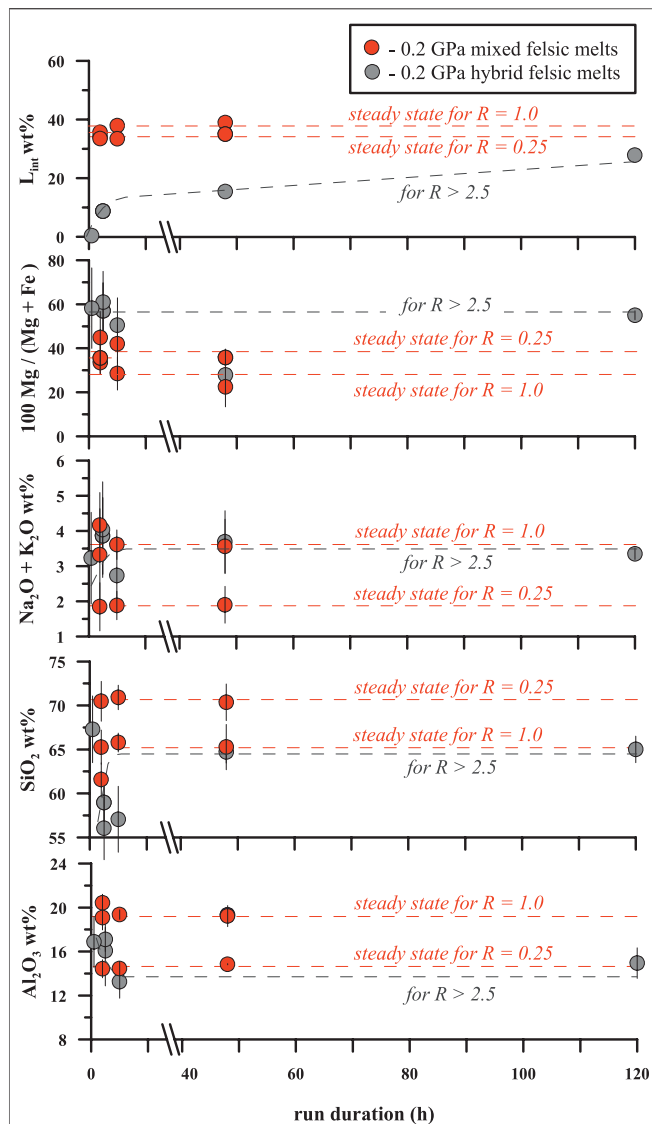 - 0.2 GPa mixed felsic melts
- 0.2 GPa hybrid felsic melts
60
40
20
0
L_int wt%
steady state for R = 1.0
steady state for R = 0.25
for R > 2.5
80
60
40
20
0
100 Mg / (Mg + Fe)
for R > 2.5
steady state for R = 0.25
steady state for R = 1.0
6
5
4
3
2
1
Na₂O + K₂O wt%
steady state for R = 1.0
for R > 2.5
steady state for R = 0.25
75
70
65
60
55
SiO₂ wt%
steady state for R = 0.25
steady state for R = 1.0
for R > 2.5
24
20
16
12
8
Al₂O₃ wt%
steady state for R = 1.0
steady state for R = 0.25
for R > 2.5
0 40 60 80 100 120
run duration (h)